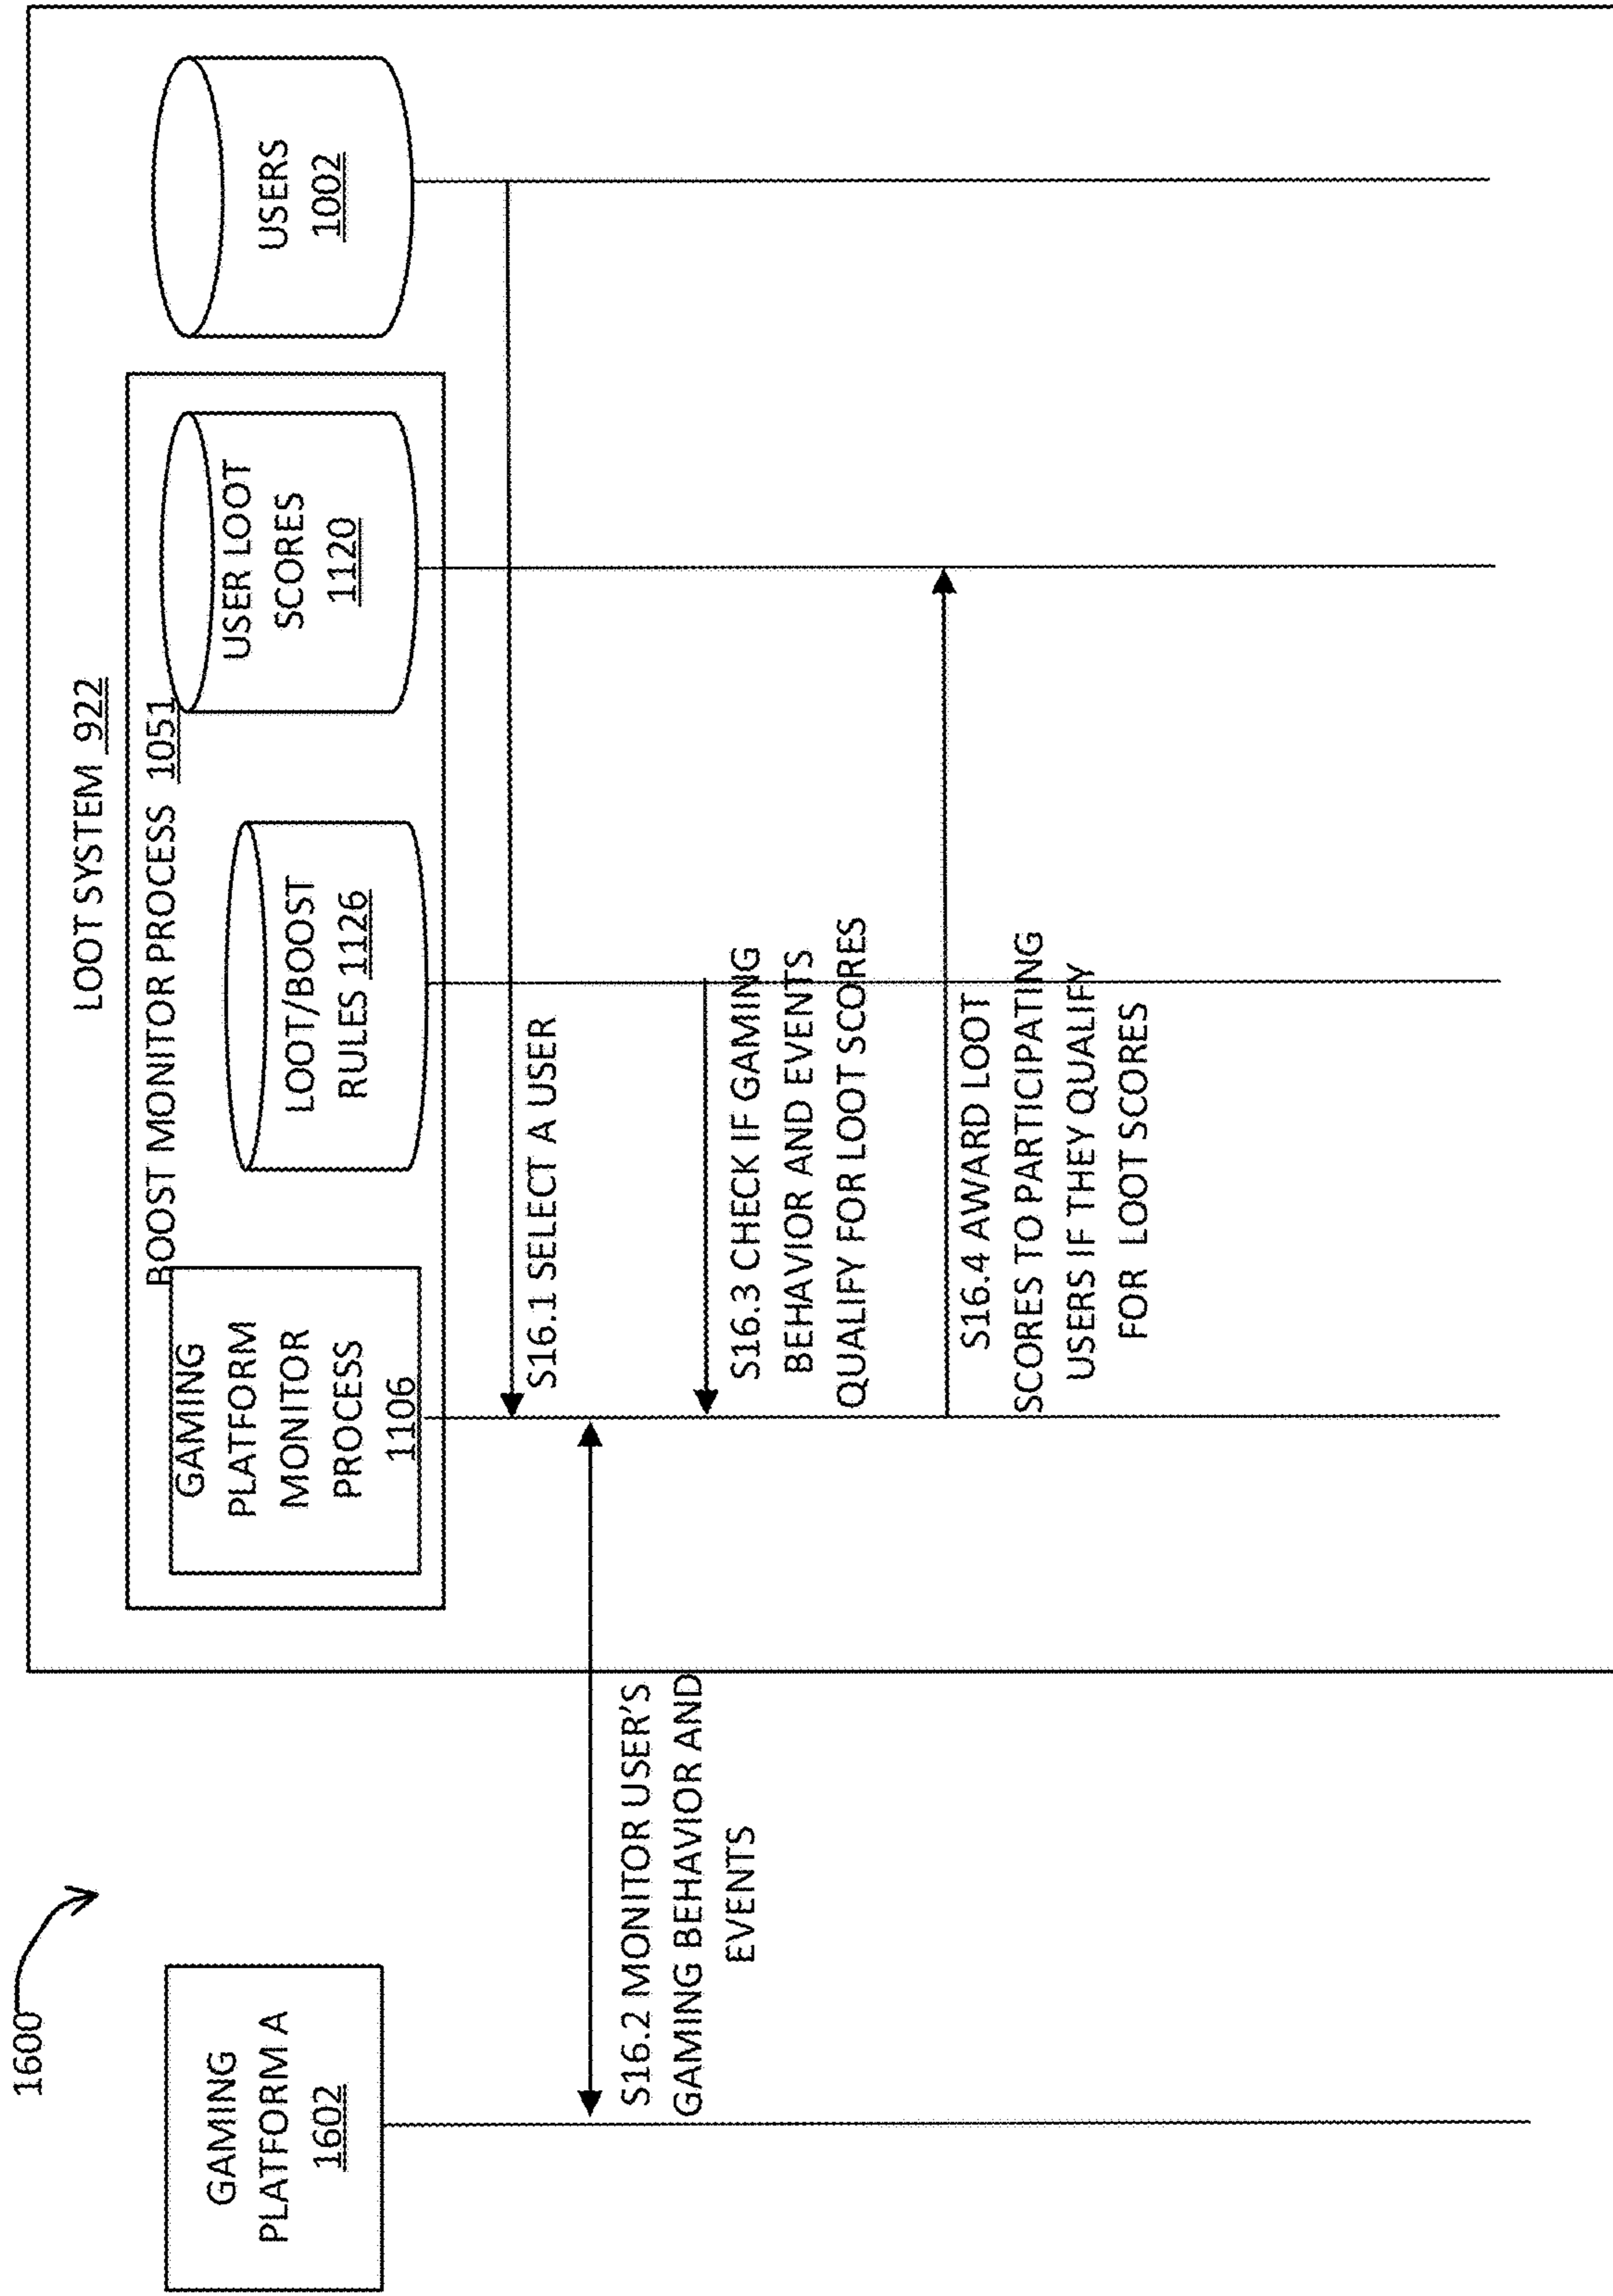 1600
LOOT SYSTEM 922
BOOST MONITOR PROCESS 1051
GAMING
PLATFORM A
1602
GAMING
PLATFORM
MONITOR
PROCESS
1106
LOOT/BOOST
RULES 1126
USER LOOT
SCORES
1120
USERS
1002
S16.1 SELECT A USER
S16.2 MONITOR USER’S
GAMING BEHAVIOR AND
EVENTS
S16.3 CHECK IF GAMING
BEHAVIOR AND EVENTS
QUALIFY FOR LOOT SCORES
S16.4 AWARD LOOT
SCORES TO PARTICIPATING
USERS IF THEY QUALIFY
FOR LOOT SCORES